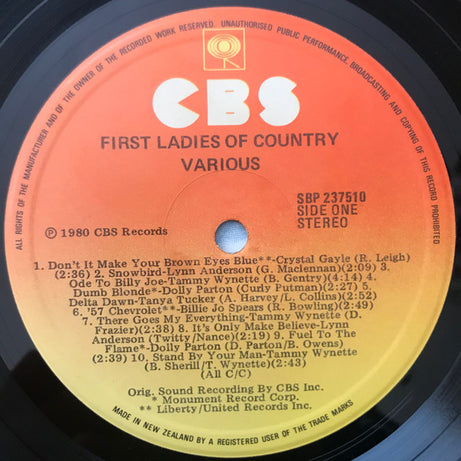 ALL RIGHTS OF THE MANUFACTURER AND OF THE OWNER OF THE RECORDED WORK RESERVED. UNAUTHORISED PUBLIC PERFORMANCE, BROADCASTING AND COPYING OF THIS RECORD PROHIBITED
CBS
FIRST LADIES OF COUNTRY
VARIOUS
SBP 237510
SIDE ONE
STEREO
Ⓟ 1980 CBS Records
1. Don't It Make Your Brown Eyes Blue**-Crystal Gayle (R. Leigh)
(2:36) 2. Snowbird-Lynn Anderson (G. Maclennan)(2:09) 3.
Ode To Billy Joe-Tammy Wynette (B. Gentry)(4:14) 4.
Dumb Blonde*-Dolly Parton (Curly Putman)(2:27) 5.
Delta Dawn-Tanya Tucker (A. Harvey/L. Collins)(2:52)
6. '57 Chevrolet**-Billie Jo Spears (R. Bowling)(2:49)
7. There Goes My Everything-Tammy Wynette (D.
Frazier)(2:38) 8. It's Only Make Believe-Lynn
Anderson (Twitty/Nance)(2:19) 9. Fuel To The
Flame*-Dolly Parton (D. Parton/B. Owens)
(2:39) 10. Stand By Your Man-Tammy Wynette
(B. Sherill/T. Wynette)(2:43)
(All C/C)
Orig. Sound Recording By CBS Inc.
* Monument Record Corp.
** Liberty/United Records Inc.
MADE IN NEW ZEALAND BY A REGISTERED USER OF THE TRADE MARKS